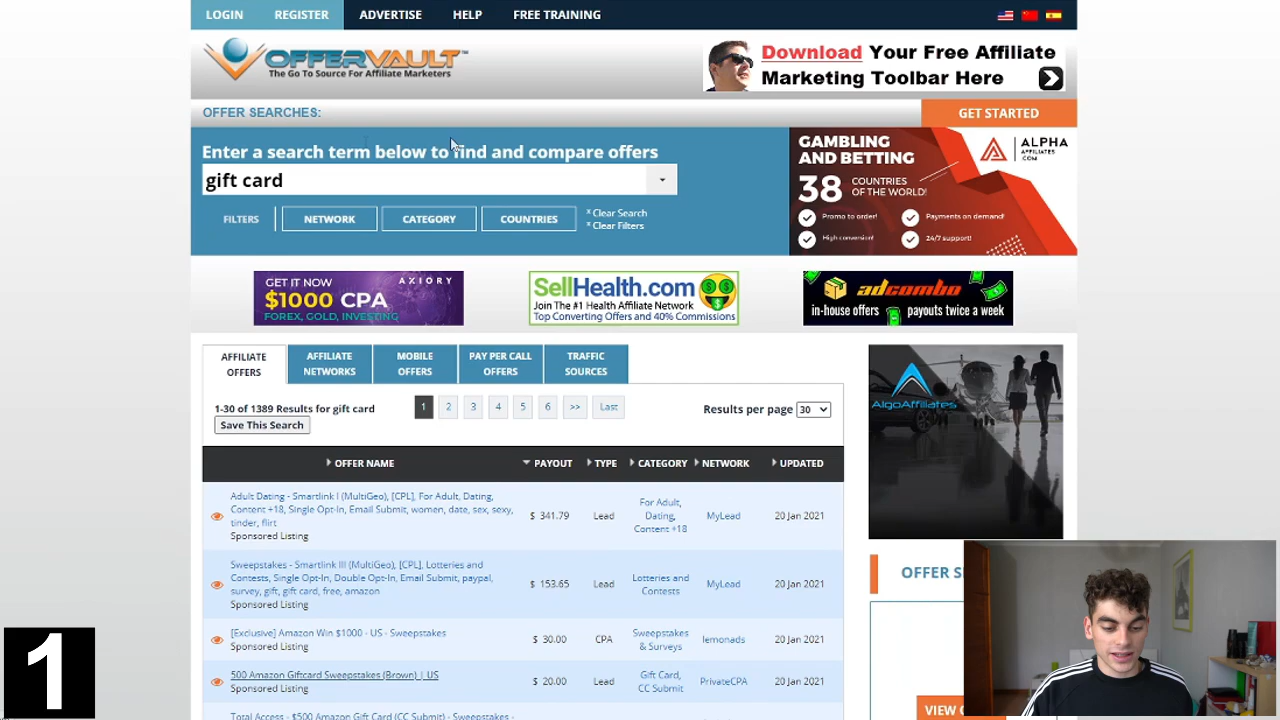 LOGIN REGISTER ADVERTISE HELP FREE TRAINING
OFFERVAULT™
The Go To Source For Affiliate Marketers
Download Your Free Affiliate
Marketing Toolbar Here
OFFER SEARCHES:
GET STARTED
Enter a search term below to find and compare offers
gift card
FILTERS NETWORK CATEGORY COUNTRIES
x Clear Search
x Clear Filters
GAMBLING
AND BETTING
38 COUNTRIES
OF THE WORLD!
ALPHA
AFFILIATES
.COM
Promo to order! Payments on demand!
High conversion! 24/7 support!
GET IT NOW AXIORY
$1000 CPA
FOREX, GOLD, INVESTING
SellHealth.com
Join The #1 Health Affiliate Network
Top Converting Offers and 40% Commissions
adcombo
in-house offers payouts twice a week
AFFILIATE
OFFERS
AFFILIATE
NETWORKS
MOBILE
OFFERS
PAY PER CALL
OFFERS
TRAFFIC
SOURCES
1-30 of 1389 Results for gift card
Save This Search
1 2 3 4 5 6 >> Last
Results per page 30
OFFER NAME PAYOUT TYPE CATEGORY NETWORK UPDATED
Adult Dating - Smartlink I (MultiGeo), [CPL], For Adult, Dating,
Content +18, Single Opt-In, Email Submit, women, date, sex, sexy,
tinder, flirt
Sponsored Listing
$ 341.79 Lead
For Adult,
Dating,
Content +18
MyLead 20 Jan 2021
Sweepstakes - Smartlink III (MultiGeo), [CPL], Lotteries and
Contests, Single Opt-In, Double Opt-In, Email Submit, paypal,
survey, gift, gift card, free, amazon
Sponsored Listing
$ 153.65 Lead
Lotteries and
Contests
MyLead 20 Jan 2021
[Exclusive] Amazon Win $1000 - US - Sweepstakes
Sponsored Listing
$ 30.00 CPA
Sweepstakes
& Surveys
lemonads 20 Jan 2021
500 Amazon Giftcard Sweepstakes (Brown) | US
Sponsored Listing
$ 20.00 Lead
Gift Card,
CC Submit
PrivateCPA 20 Jan 2021
Total Access - $500 Amazon Gift Card (CC Submit) - Sweepstakes
AlgoAffiliates
OFFER S
VIEW
1